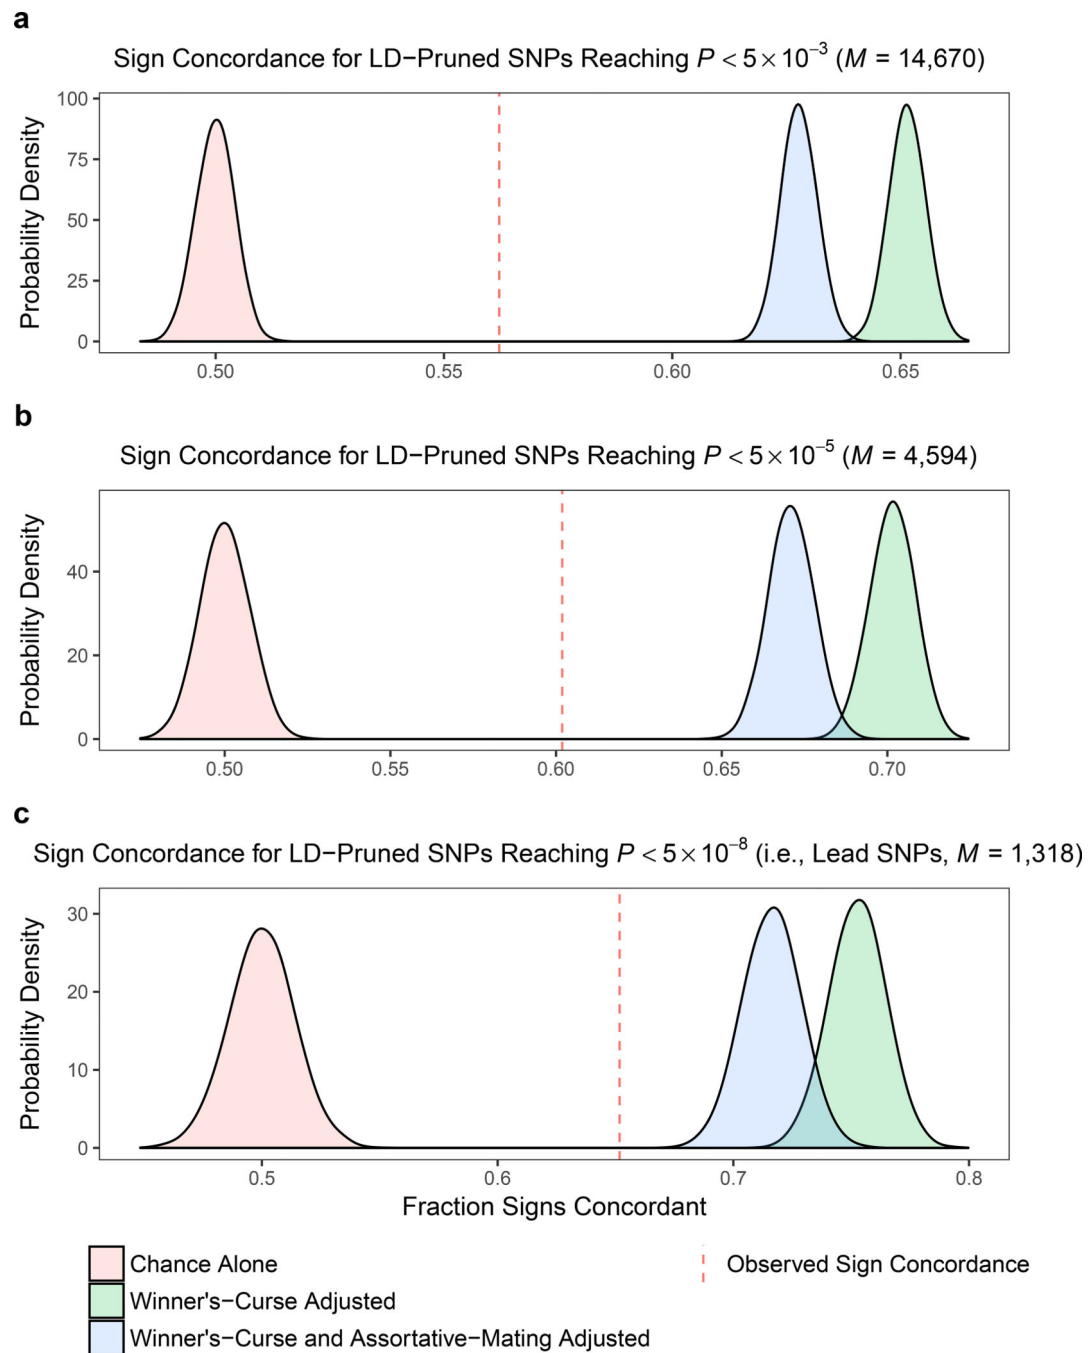 a
Sign Concordance for LD−Pruned SNPs Reaching P < 5 × 10⁻³ (M = 14,670)
Probability Density
100
75
50
25
0
0.50 0.55 0.60 0.65
b
Sign Concordance for LD−Pruned SNPs Reaching P < 5 × 10⁻⁵ (M = 4,594)
Probability Density
40
20
0
0.50 0.55 0.60 0.65 0.70
c
Sign Concordance for LD−Pruned SNPs Reaching P < 5 × 10⁻⁸ (i.e., Lead SNPs, M = 1,318)
Probability Density
30
20
10
0
0.5 0.6 0.7 0.8
Fraction Signs Concordant
Chance Alone
Winner's−Curse Adjusted
Winner's−Curse and Assortative−Mating Adjusted
Observed Sign Concordance